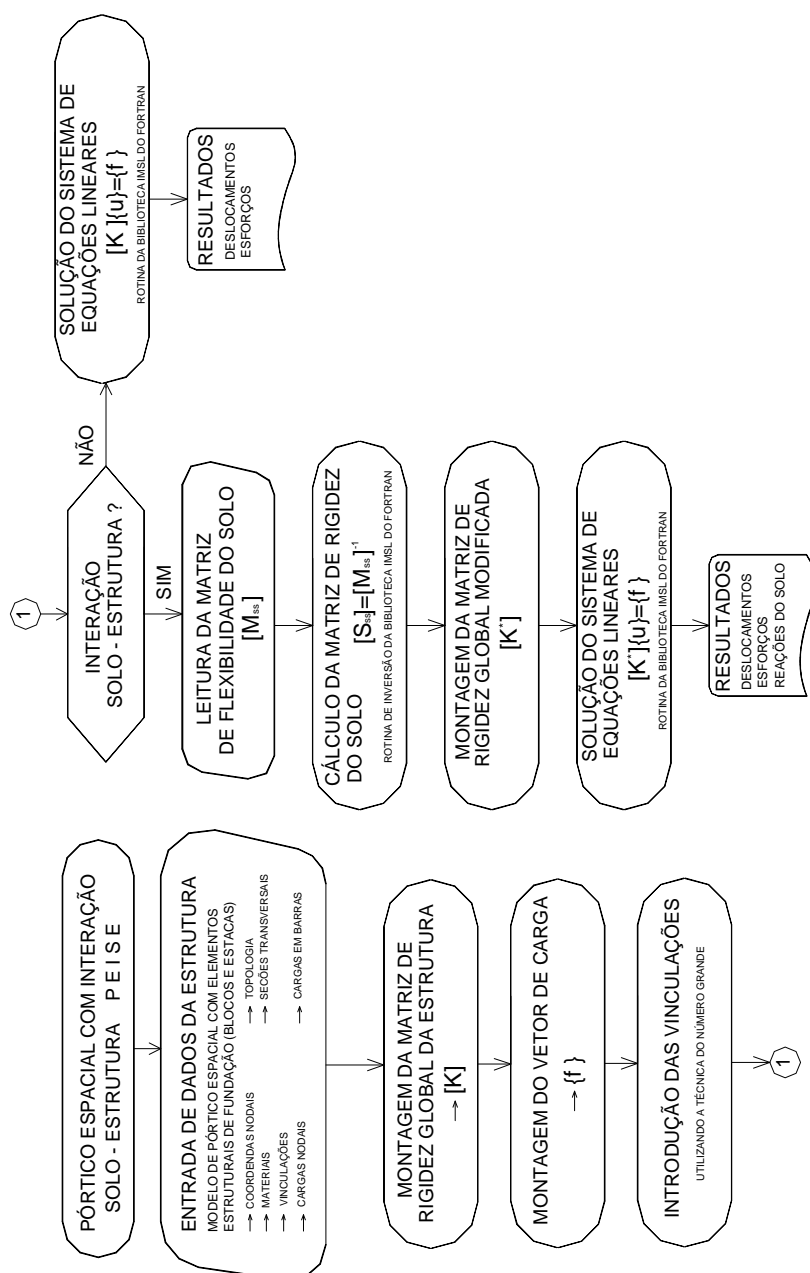 PÓRTICO ESPACIAL COM INTERAÇÃO
SOLO - ESTRUTURA P E I S E
ENTRADA DE DADOS DA ESTRUTURA
MODELO DE PÓRTICO ESPACIAL COM ELEMENTOS
ESTRUTURAIS DE FUNDAÇÃO (BLOCOS E ESTACAS)
→ COORDENDAS NODAIS → TOPOLOGIA
→ MATERIAIS → SECÕES TRANSVERSAIS
→ VINCULAÇÕES
→ CARGAS NODAIS → CARGAS EM BARRAS
MONTAGEM DA MATRIZ DE
RIGIDEZ GLOBAL DA ESTRUTURA
→ [K]
MONTAGEM DO VETOR DE CARGA
→ {f }
INTRODUÇÃO DAS VINCULAÇÕES
UTILIZANDO A TÉCNICA DO NÚMERO GRANDE
1
1
INTERAÇÃO
SOLO - ESTRUTURA ?
NÃO
SIM
LEITURA DA MATRIZ
DE FLEXIBILIDADE DO SOLO
[Mss]
CÁLCULO DA MATRIZ DE RIGIDEZ
DO SOLO [Sss]=[Mss]-1
ROTINA DE INVERSÃO DA BIBLIOTECA IMSL DO FORTRAN
MONTAGEM DA MATRIZ DE
RIGIDEZ GLOBAL MODIFICADA
[K*]
SOLUÇÃO DO SISTEMA DE
EQUAÇÕES LINEARES
[K*]{u}={f }
ROTINA DA BIBLIOTECA IMSL DO FORTRAN
RESULTADOS
DESLOCAMENTOS
ESFORÇOS
REAÇÕES DO SOLO
SOLUÇÃO DO SISTEMA DE
EQUAÇÕES LINEARES
[K ]{u}={f }
ROTINA DA BIBLIOTECA IMSL DO FORTRAN
RESULTADOS
DESLOCAMENTOS
ESFORÇOS